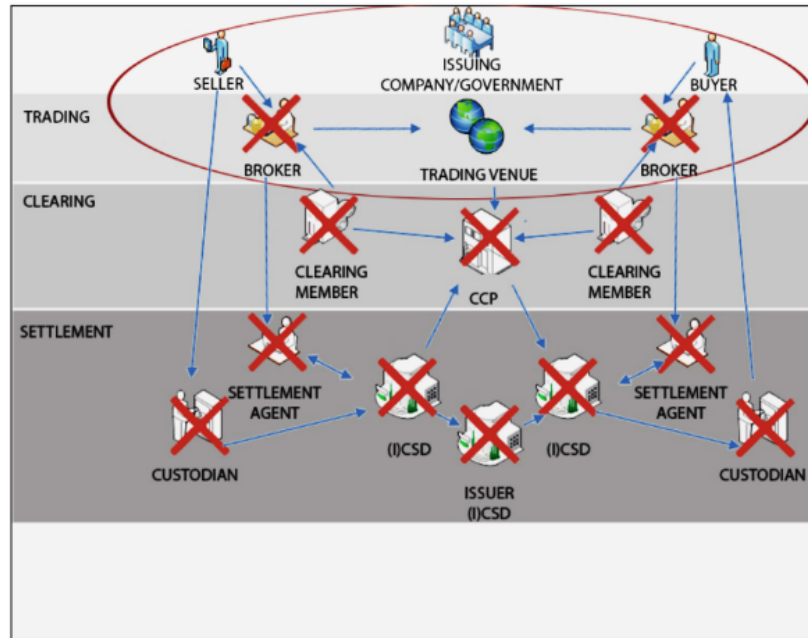 ISSUING
COMPANY/GOVERNMENT
SELLER
BUYER
TRADING
BROKER
TRADING VENUE
BROKER
CLEARING
CLEARING
MEMBER
CCP
CLEARING
MEMBER
SETTLEMENT
SETTLEMENT
AGENT
SETTLEMENT
AGENT
(I)CSD
(I)CSD
CUSTODIAN
CUSTODIAN
ISSUER
(I)CSD